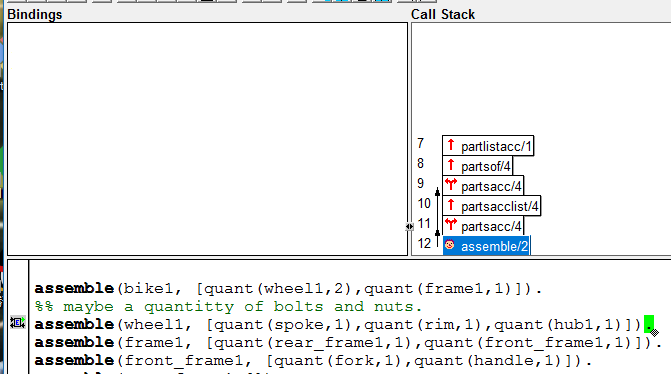 Bindings
Call Stack
7 partlistacc/1
8 partsof/4
9 partsacc/4
10 partsacclist/4
11 partsacc/4
12 assemble/2
assemble(bike1, [quant(wheel1,2),quant(frame1,1)]).
%% maybe a quantitty of bolts and nuts.
assemble(wheel1, [quant(spoke,1),quant(rim,1),quant(hub1,1)]).
assemble(frame1, [quant(rear_frame1,1),quant(front_frame1,1)]).
assemble(front_frame1, [quant(fork,1),quant(handle,1)]).